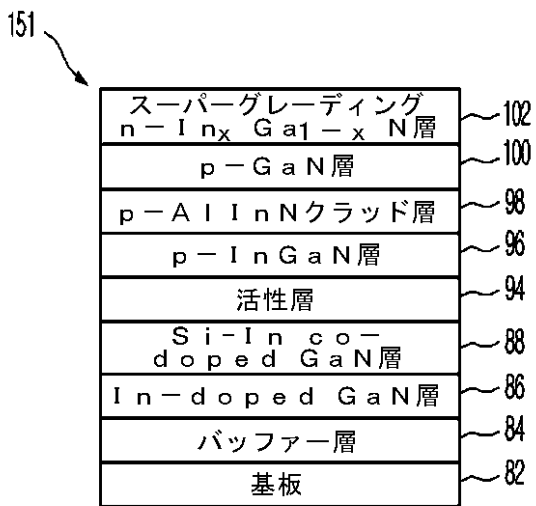 151
スーパーグレーディング
n-Inx Ga1-x N層
102
p-GaN層
100
p-AlInNクラッド層
98
p-InGaN層
96
活性層
94
Si-In co-
doped GaN層
88
In-doped GaN層
86
バッファー層
84
基板
82